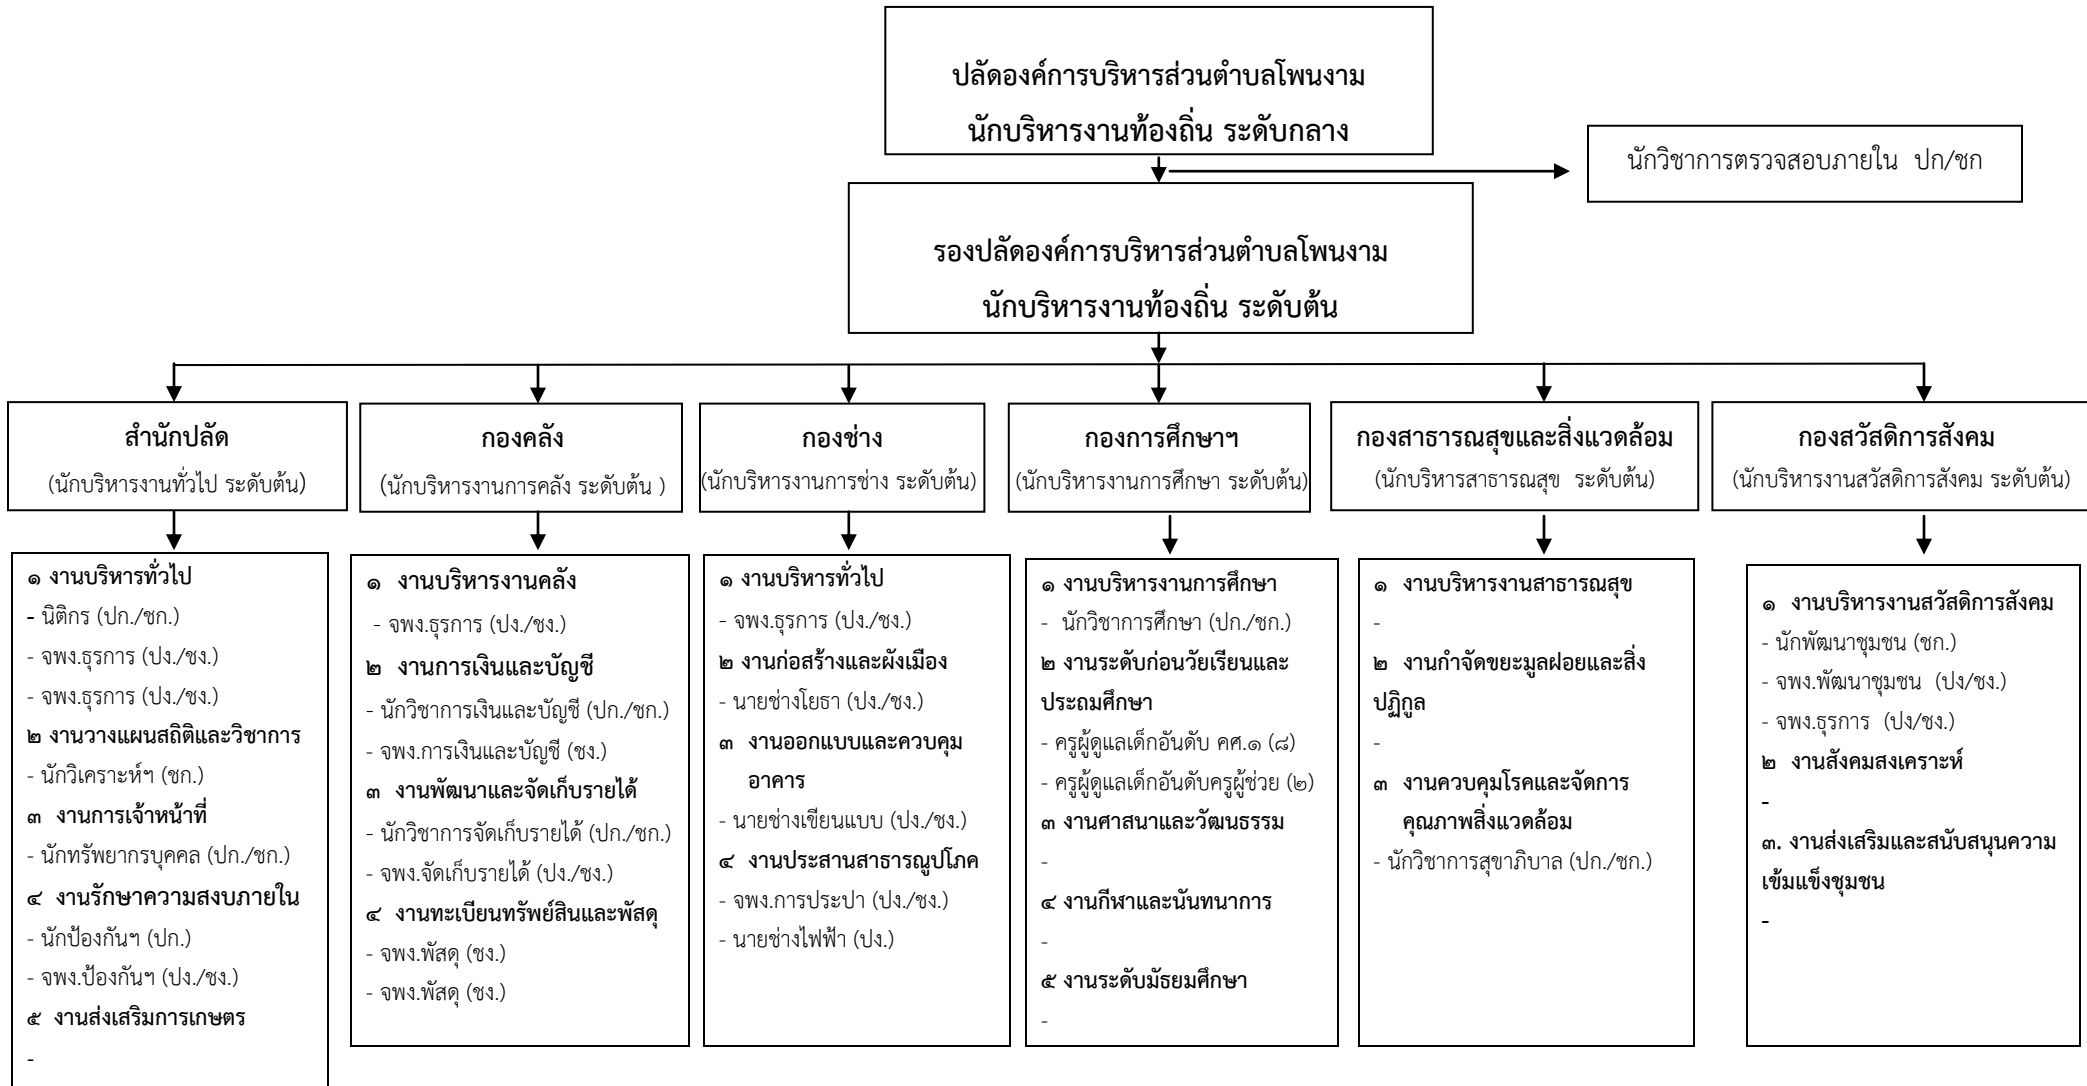 ปลัดองค์การบริหารส่วนตำบลโพนงาม
นักบริหารงานท้องถิ่น ระดับกลาง
นักวิชาการตรวจสอบภายใน ปก/ชก
รองปลัดองค์การบริหารส่วนตำบลโพนงาม
นักบริหารงานท้องถิ่น ระดับต้น
สำนักปลัด
(นักบริหารงานทั่วไป ระดับต้น)
กองคลัง
(นักบริหารงานการคลัง ระดับต้น )
กองช่าง
(นักบริหารงานการช่าง ระดับต้น)
กองการศึกษาฯ
(นักบริหารงานการศึกษา ระดับต้น)
กองสาธารณสุขและสิ่งแวดล้อม
(นักบริหารสาธารณสุข ระดับต้น)
กองสวัสดิการสังคม
(นักบริหารงานสวัสดิการสังคม ระดับต้น)
๑ งานบริหารทั่วไป
- นิติกร (ปก./ชก.)
- จพง.ธุรการ (ปง./ชง.)
- จพง.ธุรการ (ปง./ชง.)
๒ งานวางแผนสถิติและวิชาการ
- นักวิเคราะห์ฯ (ชก.)
๓ งานการเจ้าหน้าที่
- นักทรัพยากรบุคคล (ปก./ชก.)
๔ งานรักษาความสงบภายใน
- นักป้องกันฯ (ปก.)
- จพง.ป้องกันฯ (ปง./ชง.)
๕ งานส่งเสริมการเกษตร
-
๑ งานบริหารงานคลัง
- จพง.ธุรการ (ปง./ชง.)
๒ งานการเงินและบัญชี
- นักวิชาการเงินและบัญชี (ปก./ชก.)
- จพง.การเงินและบัญชี (ชง.)
๓ งานพัฒนาและจัดเก็บรายได้
- นักวิชาการจัดเก็บรายได้ (ปก./ชก.)
- จพง.จัดเก็บรายได้ (ปง./ชง.)
๔ งานทะเบียนทรัพย์สินและพัสดุ
- จพง.พัสดุ (ชง.)
- จพง.พัสดุ (ชง.)
๑ งานบริหารทั่วไป
- จพง.ธุรการ (ปง./ชง.)
๒ งานก่อสร้างและผังเมือง
- นายช่างโยธา (ปง./ชง.)
๓ งานออกแบบและควบคุม
อาคาร
- นายช่างเขียนแบบ (ปง./ชง.)
๔ งานประสานสาธารณูปโภค
- จพง.การประปา (ปง./ชง.)
- นายช่างไฟฟ้า (ปง.)
๑ งานบริหารงานการศึกษา
- นักวิชาการศึกษา (ปก./ชก.)
๒ งานระดับก่อนวัยเรียนและ
ประถมศึกษา
- ครูผู้ดูแลเด็กอันดับ คศ.๑ (๘)
- ครูผู้ดูแลเด็กอันดับครูผู้ช่วย (๒)
๓ งานศาสนาและวัฒนธรรม
-
๔ งานกีฬาและนันทนาการ
-
๕ งานระดับมัธยมศึกษา
-
๑ งานบริหารงานสาธารณสุข
-
๒ งานกำจัดขยะมูลฝอยและสิ่ง
ปฏิกูล
-
๓ งานควบคุมโรคและจัดการ
คุณภาพสิ่งแวดล้อม
- นักวิชาการสุขาภิบาล (ปก./ชก.)
๑ งานบริหารงานสวัสดิการสังคม
- นักพัฒนาชุมชน (ชก.)
- จพง.พัฒนาชุมชน (ปง/ชง.)
- จพง.ธุรการ (ปง/ชง.)
๒ งานสังคมสงเคราะห์
-
๓. งานส่งเสริมและสนับสนุนความ
เข้มแข็งชุมชน
-